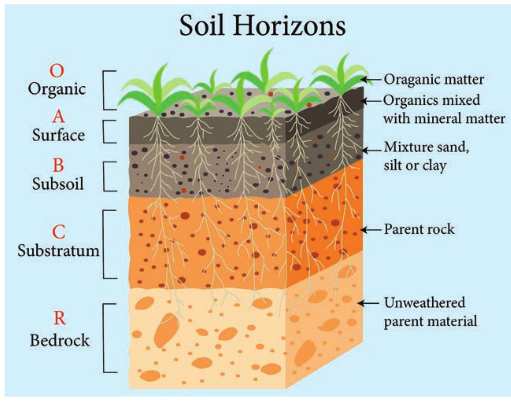 Soil Horizons
O
Organic
A
Surface
B
Subsoil
C
Substratum
R
Bedrock
Oraganic matter
Organics mixed
with mineral matter
Mixture sand,
silt or clay
Parent rock
Unweathered
parent material